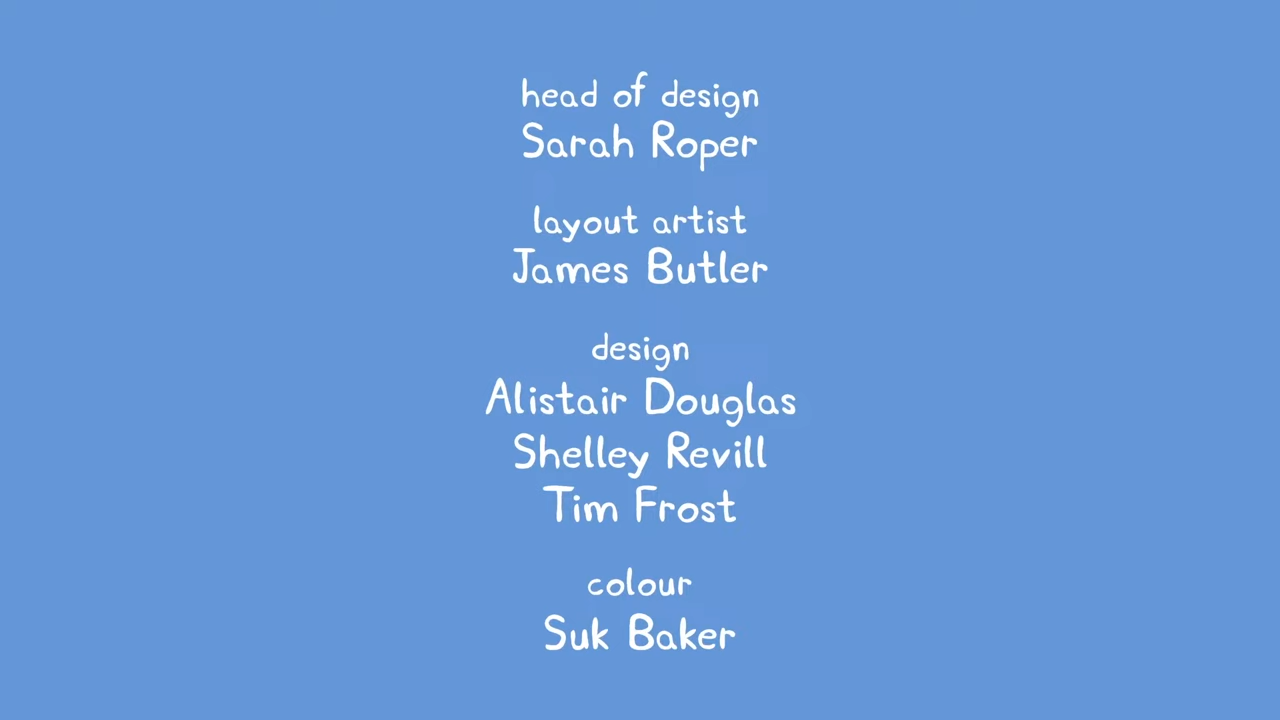 head of design
Sarah Roper
layout artist
James Butler
design
Alistair Douglas
Shelley Revill
Tim Frost
colour
Suk Baker